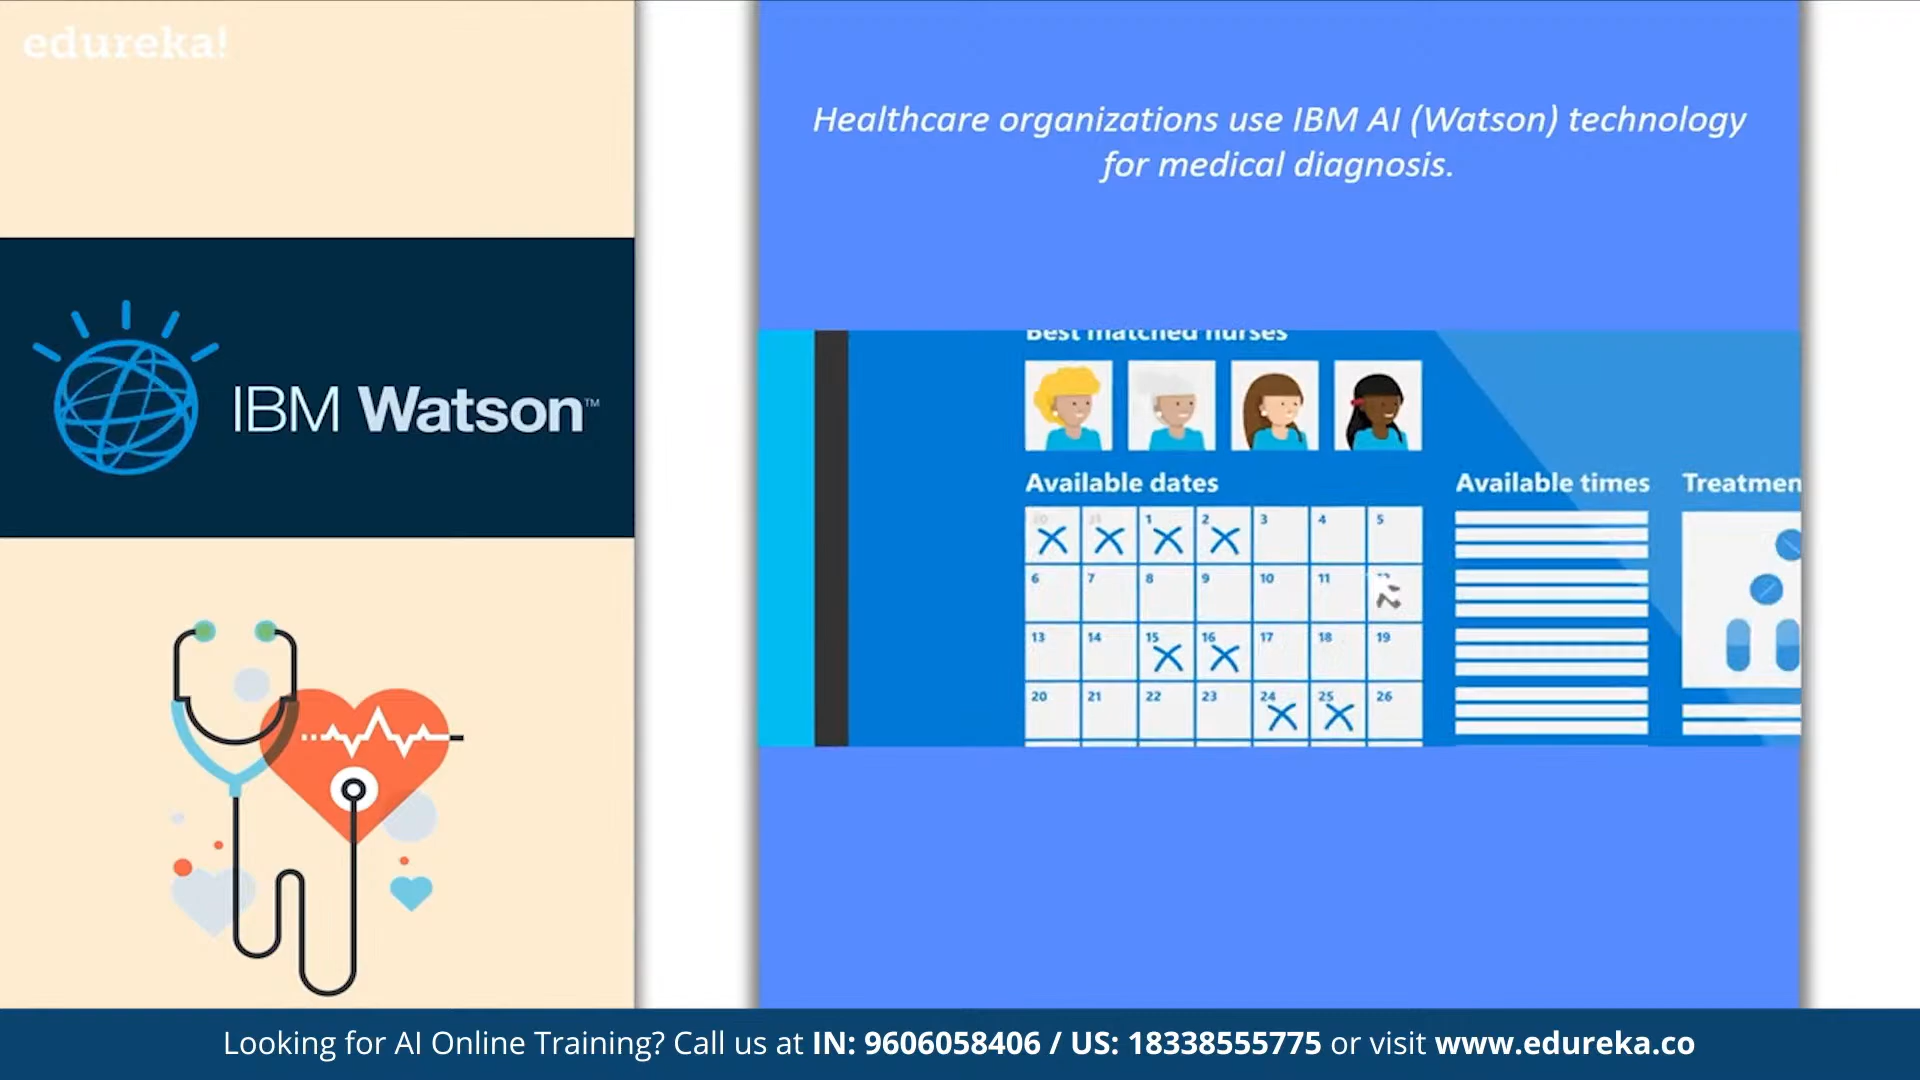 edureka!
Healthcare organizations use IBM AI (Watson) technology
for medical diagnosis.
IBM Watson™
Best matched nurses
Available dates
Available times
Treatmen
30 31 1 2 3 4 5
6 7 8 9 10 11
13 14 15 16 17 18 19
20 21 22 23 24 25 26
Looking for AI Online Training? Call us at IN: 9606058406 / US: 18338555775 or visit www.edureka.co